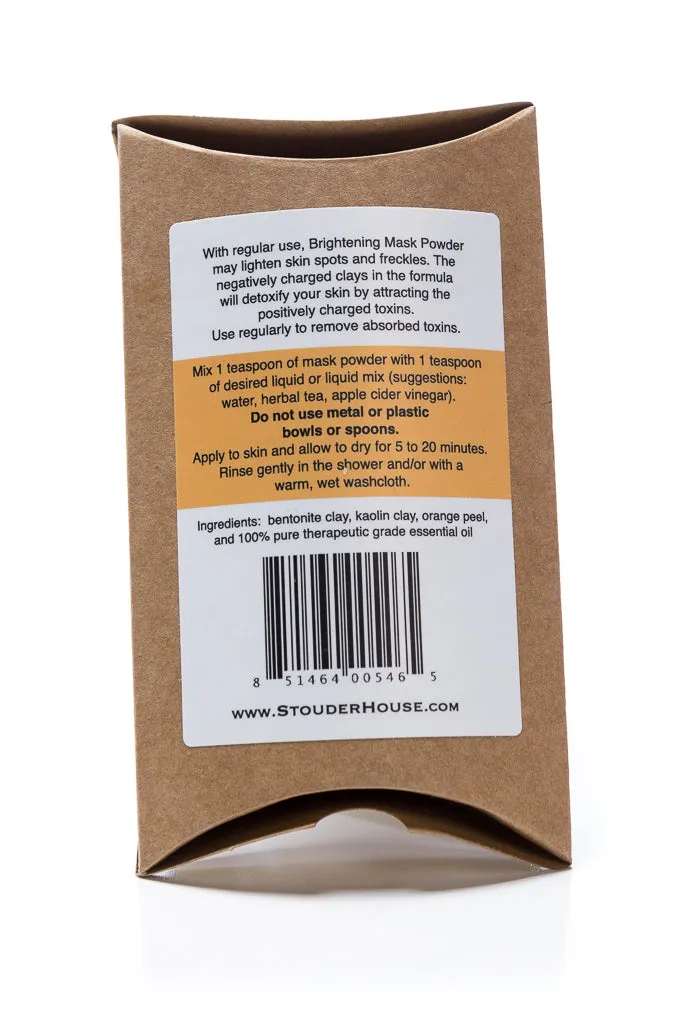 With regular use, Brightening Mask Powder
may lighten skin spots and freckles. The
negatively charged clays in the formula
will detoxify your skin by attracting the
positively charged toxins.
Use regularly to remove absorbed toxins.
Mix 1 teaspoon of mask powder with 1 teaspoon
of desired liquid or liquid mix (suggestions:
water, herbal tea, apple cider vinegar).
Do not use metal or plastic
bowls or spoons.
Apply to skin and allow to dry for 5 to 20 minutes.
Rinse gently in the shower and/or with a
warm, wet washcloth.
Ingredients: bentonite clay, kaolin clay, orange peel,
and 100% pure therapeutic grade essential oil
8 51464 00546 5
www.StouderHouse.com